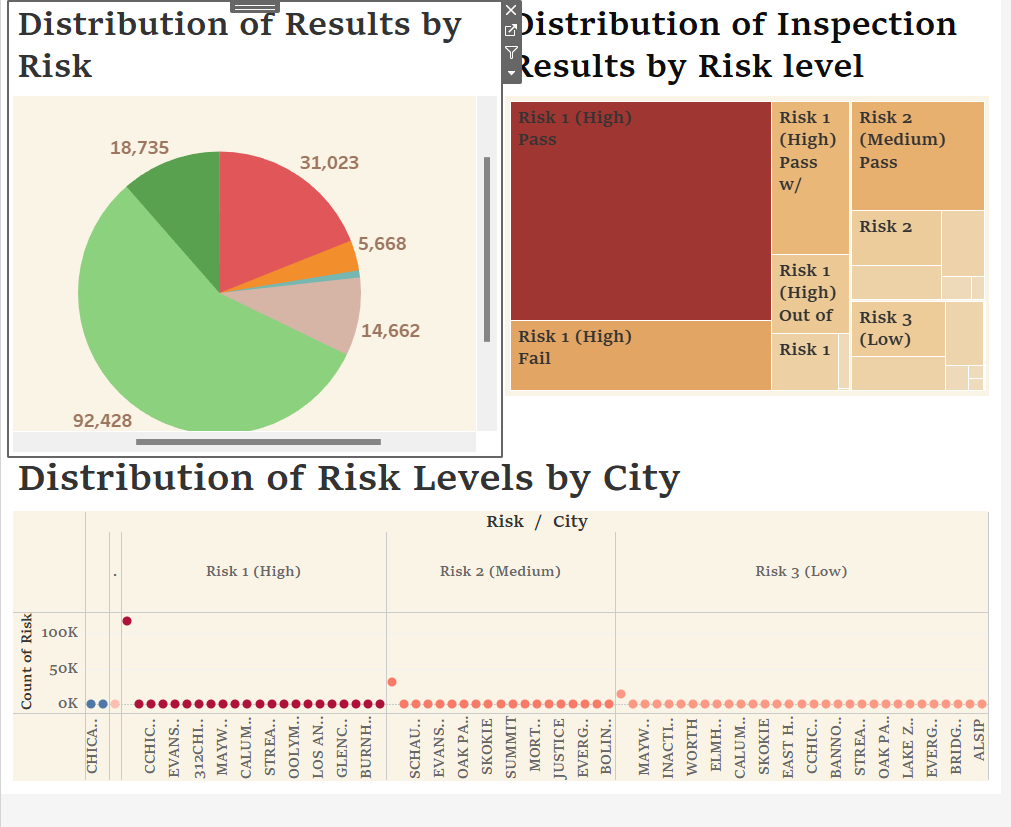 Distribution of Results by
Risk
18,735
31,023
5,668
14,662
92,428
Distribution of Inspection
Results by Risk level
Risk 1 (High)
Pass
Risk 1 (High)
Fail
Risk 1
(High)
Pass
w/
Risk 1
(High)
Out of
Risk 1
Risk 2
(Medium)
Pass
Risk 2
Risk 3
(Low)
Distribution of Risk Levels by City
Risk / City
.
Risk 1 (High)
Risk 2 (Medium)
Risk 3 (Low)
Count of Risk
100K
50K
0K
CHICA..
CCHIC..
EVANS..
312CHI..
MAYW..
CALUM..
STREA..
OOLYM..
LOS AN..
GLENC..
BURNH..
SCHAU..
EVANS..
OAK PA..
SKOKIE
SUMMIT
MORT..
JUSTICE
EVERG..
BOLIN..
MAYW..
INACTI..
WORTH
ELMH..
CALUM..
SKOKIE
EAST H..
CCHIC..
BANNO..
STREA..
OAK PA..
LAKE Z..
EVERG..
BRIDG..
ALSIP